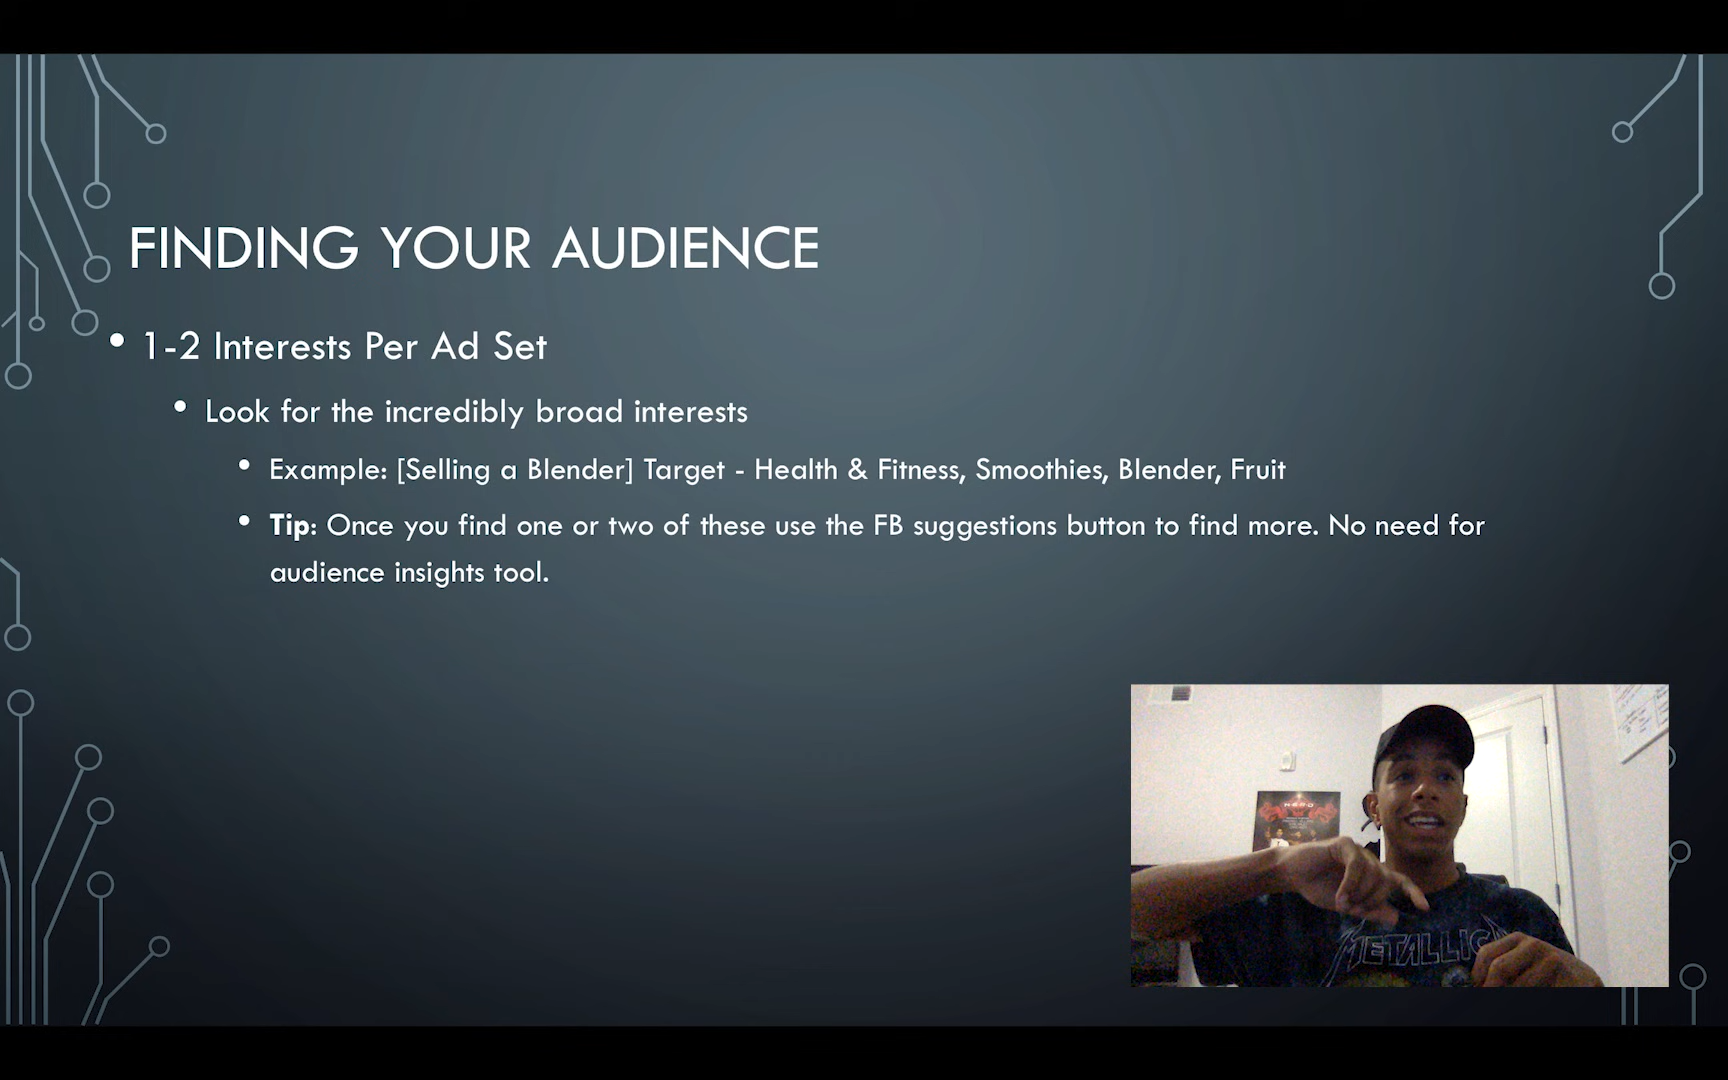 FINDING YOUR AUDIENCE
• 1-2 Interests Per Ad Set
• Look for the incredibly broad interests
• Example: [Selling a Blender] Target - Health & Fitness, Smoothies, Blender, Fruit
• Tip: Once you find one or two of these use the FB suggestions button to find more. No need for
audience insights tool.
N*E*R*D
METALLIC